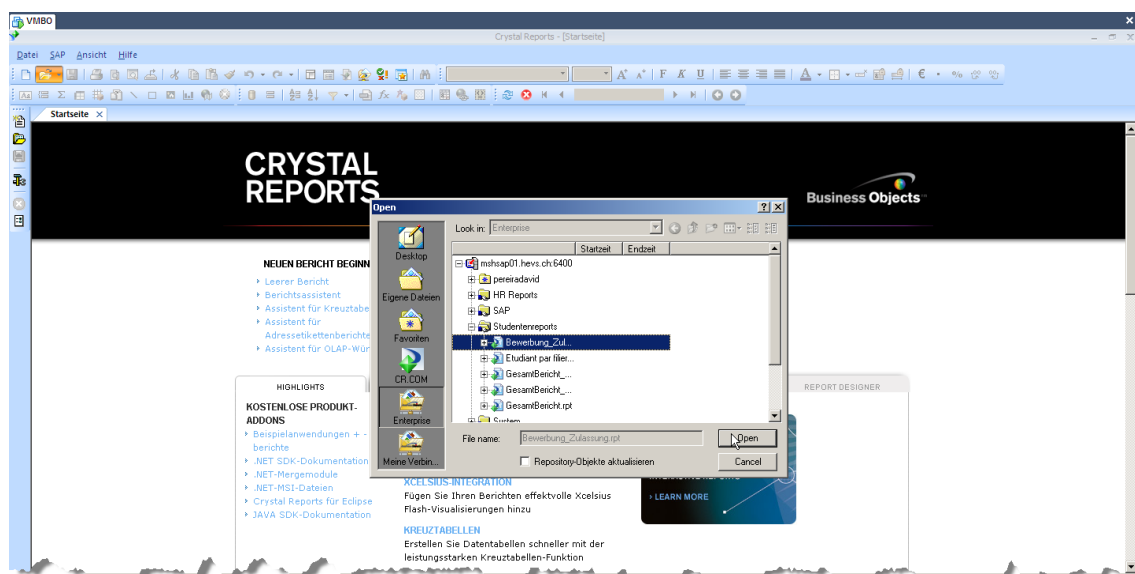 VMBO
Crystal Reports - [Startseite]
Datei SAP Ansicht Hilfe
F K U
Startseite
CRYSTAL
REPORTS
Business Objects
Open
Look in: Enterprise
Startzeit Endzeit
Desktop
Eigene Dateien
Favoriten
CR.COM
Enterprise
Meine Verbin...
mshsap01.hevs.ch:6400
pereiradavid
HR Reports
SAP
Studentenreports
Bewerbung_Zul...
Etudiant par filier...
GesamtBericht_...
GesamtBericht_...
GesamtBericht.rpt
System
File name: Bewerbung_Zulassung.rpt Open
Repository-Objekte aktualisieren Cancel
NEUEN BERICHT BEGINN
Leerer Bericht
Berichtsassistent
Assistent für Kreuztabe
Assistent für
Adressetikettenberichte
Assistent für OLAP-Wür
HIGHLIGHTS
REPORT DESIGNER
KOSTENLOSE PRODUKT-
ADDONS
Beispielanwendungen + -
berichte
.NET SDK-Dokumentation
.NET-Mergemodule
.NET-MSI-Dateien
Crystal Reports für Eclipse
JAVA SDK-Dokumentation
XCELSIUS-INTEGRATION
Fügen Sie Ihren Berichten effektvolle Xcelsius
Flash-Visualisierungen hinzu
KREUZTABELLEN
Erstellen Sie Datentabellen schneller mit der
leistungsstarken Kreuztabellen-Funktion
LEARN MORE